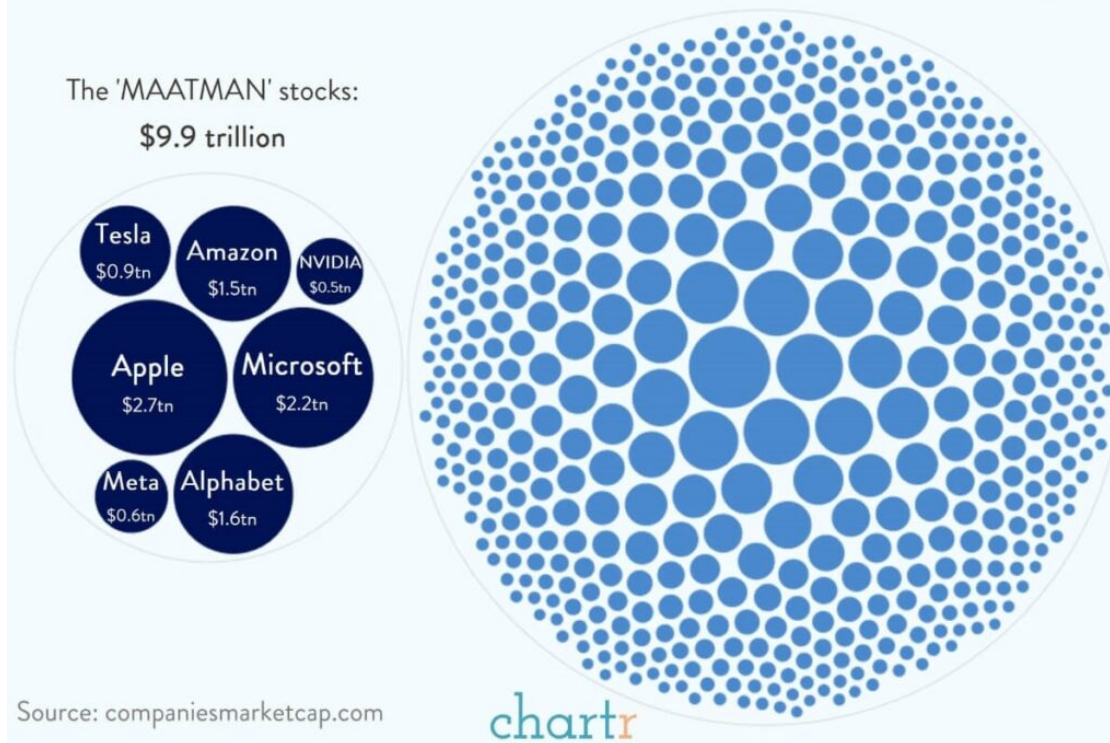 The 'MAATMAN' stocks:
$9.9 trillion
Tesla
$0.9tn
Amazon
$1.5tn
NVIDIA
$0.5tn
Apple
$2.7tn
Microsoft
$2.2tn
Meta
$0.6tn
Alphabet
$1.6tn
Source: companiesmarketcap.com
chartr